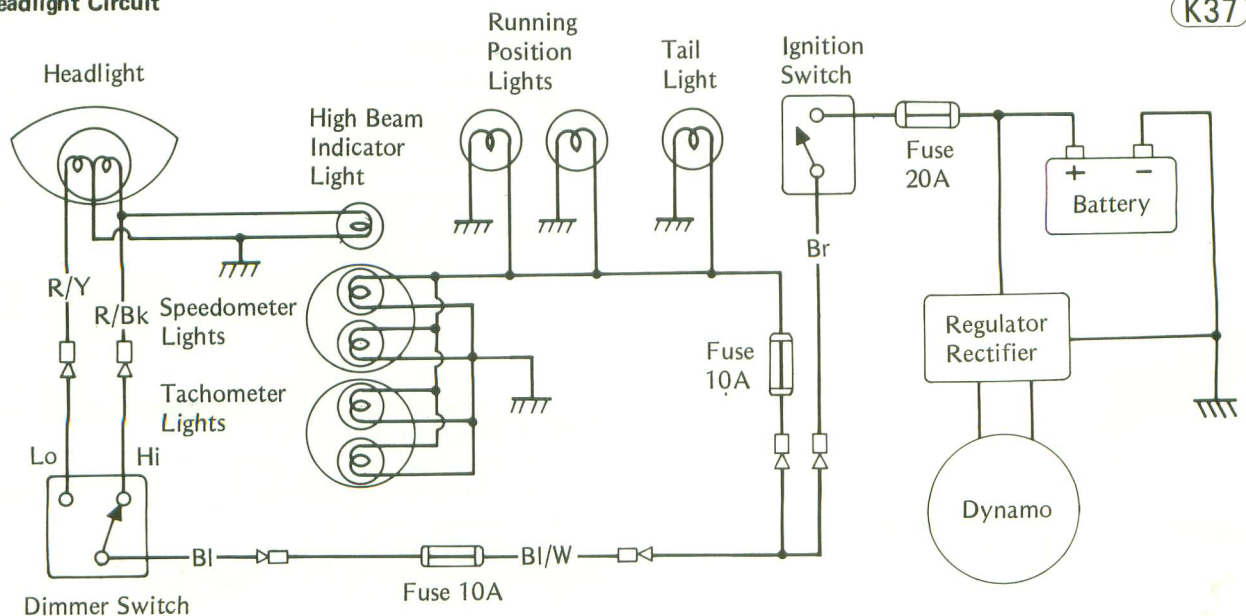 eadlight Circuit
K37
Headlight
Running
Position
Lights
Tail
Light
Ignition
Switch
High Beam
Indicator
Light
Fuse
20A
+
−
Battery
Br
R/Y
R/Bk
Speedometer
Lights
Fuse
10A
Regulator
Rectifier
Tachometer
Lights
Lo
Hi
Dynamo
Bl
Bl/W
Fuse 10A
Dimmer Switch